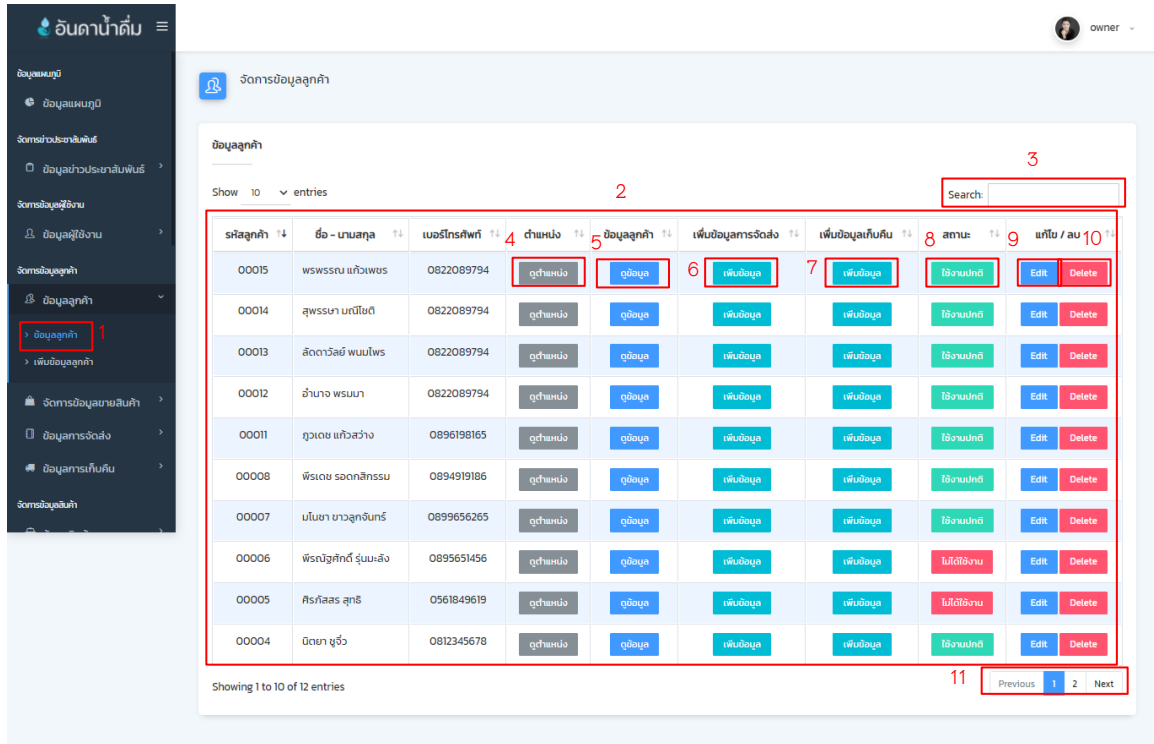 อันดาน้ำดื่ม
owner
ข้อมูลแผนภูมิ
ข้อมูลแผนภูมิ
จัดการข่าวประชาสัมพันธ์
ข้อมูลข่าวประชาสัมพันธ์
จัดการข้อมูลผู้ใช้งาน
ข้อมูลผู้ใช้งาน
จัดการข้อมูลลูกค้า
ข้อมูลลูกค้า
> ข้อมูลลูกค้า 1
> เพิ่มข้อมูลลูกค้า
จัดการข้อมูลขายสินค้า
ข้อมูลการจัดส่ง
ข้อมูลการเก็บคืน
จัดการข้อมูลสินค้า
จัดการข้อมูลลูกค้า
ข้อมูลลูกค้า
3
Show 10 entries 2 Search:
รหัสลูกค้า ชื่อ - นามสกุล เบอร์โทรศัพท์ 4 ตำแหน่ง 5 ข้อมูลลูกค้า เพิ่มข้อมูลการจัดส่ง เพิ่มข้อมูลเก็บคืน 8 สถานะ 9 แก้ไข / ลบ 10
00015 พรพรรณ แก้วเพชร 0822089794 ดูตำแหน่ง ดูข้อมูล 6 เพิ่มข้อมูล 7 เพิ่มข้อมูล ใช้งานปกติ Edit Delete
00014 สุพรรษา มณีโชติ 0822089794 ดูตำแหน่ง ดูข้อมูล เพิ่มข้อมูล เพิ่มข้อมูล ใช้งานปกติ Edit Delete
00013 ลัดดาวัลย์ พนมไพร 0822089794 ดูตำแหน่ง ดูข้อมูล เพิ่มข้อมูล เพิ่มข้อมูล ใช้งานปกติ Edit Delete
00012 อำนาจ พรมมา 0822089794 ดูตำแหน่ง ดูข้อมูล เพิ่มข้อมูล เพิ่มข้อมูล ใช้งานปกติ Edit Delete
00011 ภูวเดช แก้วสว่าง 0896198165 ดูตำแหน่ง ดูข้อมูล เพิ่มข้อมูล เพิ่มข้อมูล ใช้งานปกติ Edit Delete
00008 พีรเดช รอดกสิกรรม 0894919186 ดูตำแหน่ง ดูข้อมูล เพิ่มข้อมูล เพิ่มข้อมูล ใช้งานปกติ Edit Delete
00007 มโนชา ขาวลูกจันทร์ 0899656265 ดูตำแหน่ง ดูข้อมูล เพิ่มข้อมูล เพิ่มข้อมูล ใช้งานปกติ Edit Delete
00006 พีรณัฐศักดิ์ รุ่นมะลัง 0895651456 ดูตำแหน่ง ดูข้อมูล เพิ่มข้อมูล เพิ่มข้อมูล ไม่ได้ใช้งาน Edit Delete
00005 ศิรภัสสร สุทธิ 0561849619 ดูตำแหน่ง ดูข้อมูล เพิ่มข้อมูล เพิ่มข้อมูล ไม่ได้ใช้งาน Edit Delete
00004 นิตยา ชูจิ๋ว 0812345678 ดูตำแหน่ง ดูข้อมูล เพิ่มข้อมูล เพิ่มข้อมูล ใช้งานปกติ Edit Delete
Showing 1 to 10 of 12 entries 11 Previous 1 2 Next